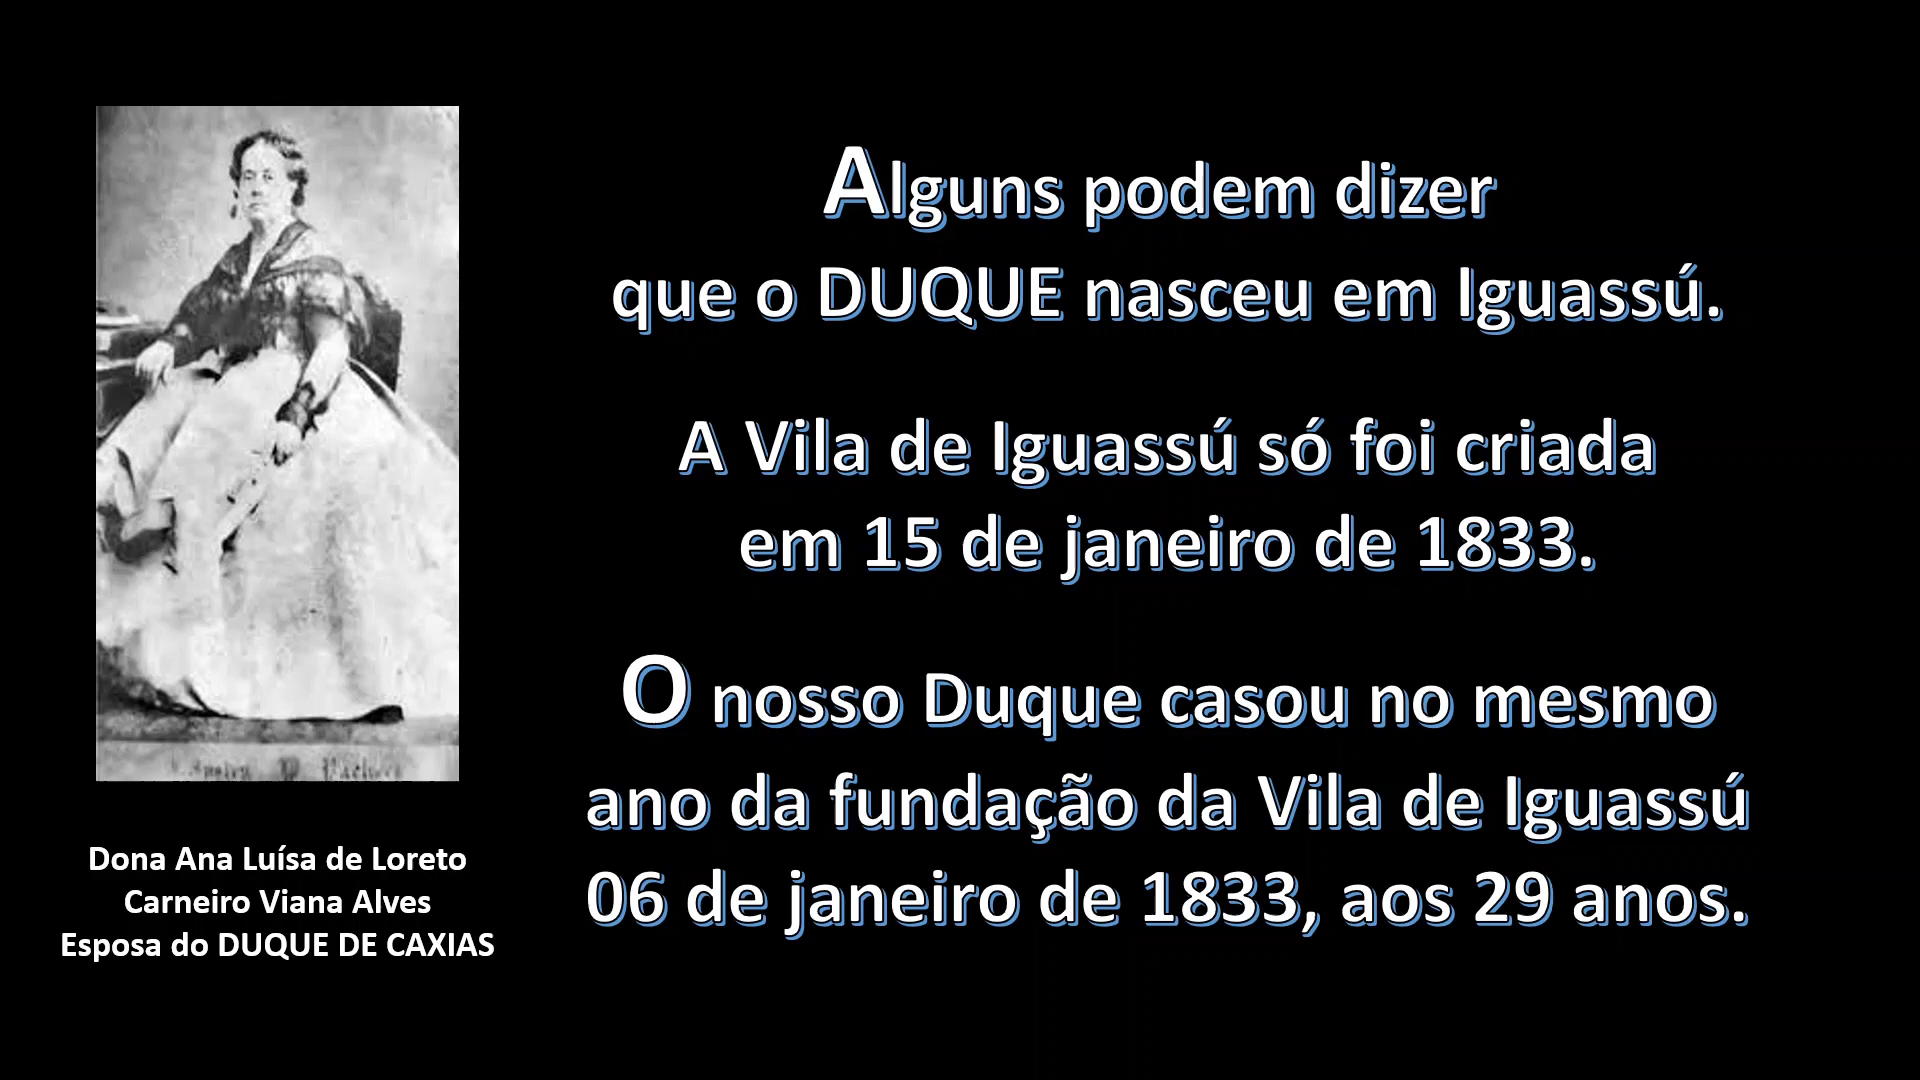 Alguns podem dizer
que o DUQUE nasceu em Iguassú.
A Vila de Iguassú só foi criada
em 15 de janeiro de 1833.
O nosso Duque casou no mesmo
ano da fundação da Vila de Iguassú
06 de janeiro de 1833, aos 29 anos.
Dona Ana Luísa de Loreto
Carneiro Viana Alves
Esposa do DUQUE DE CAXIAS